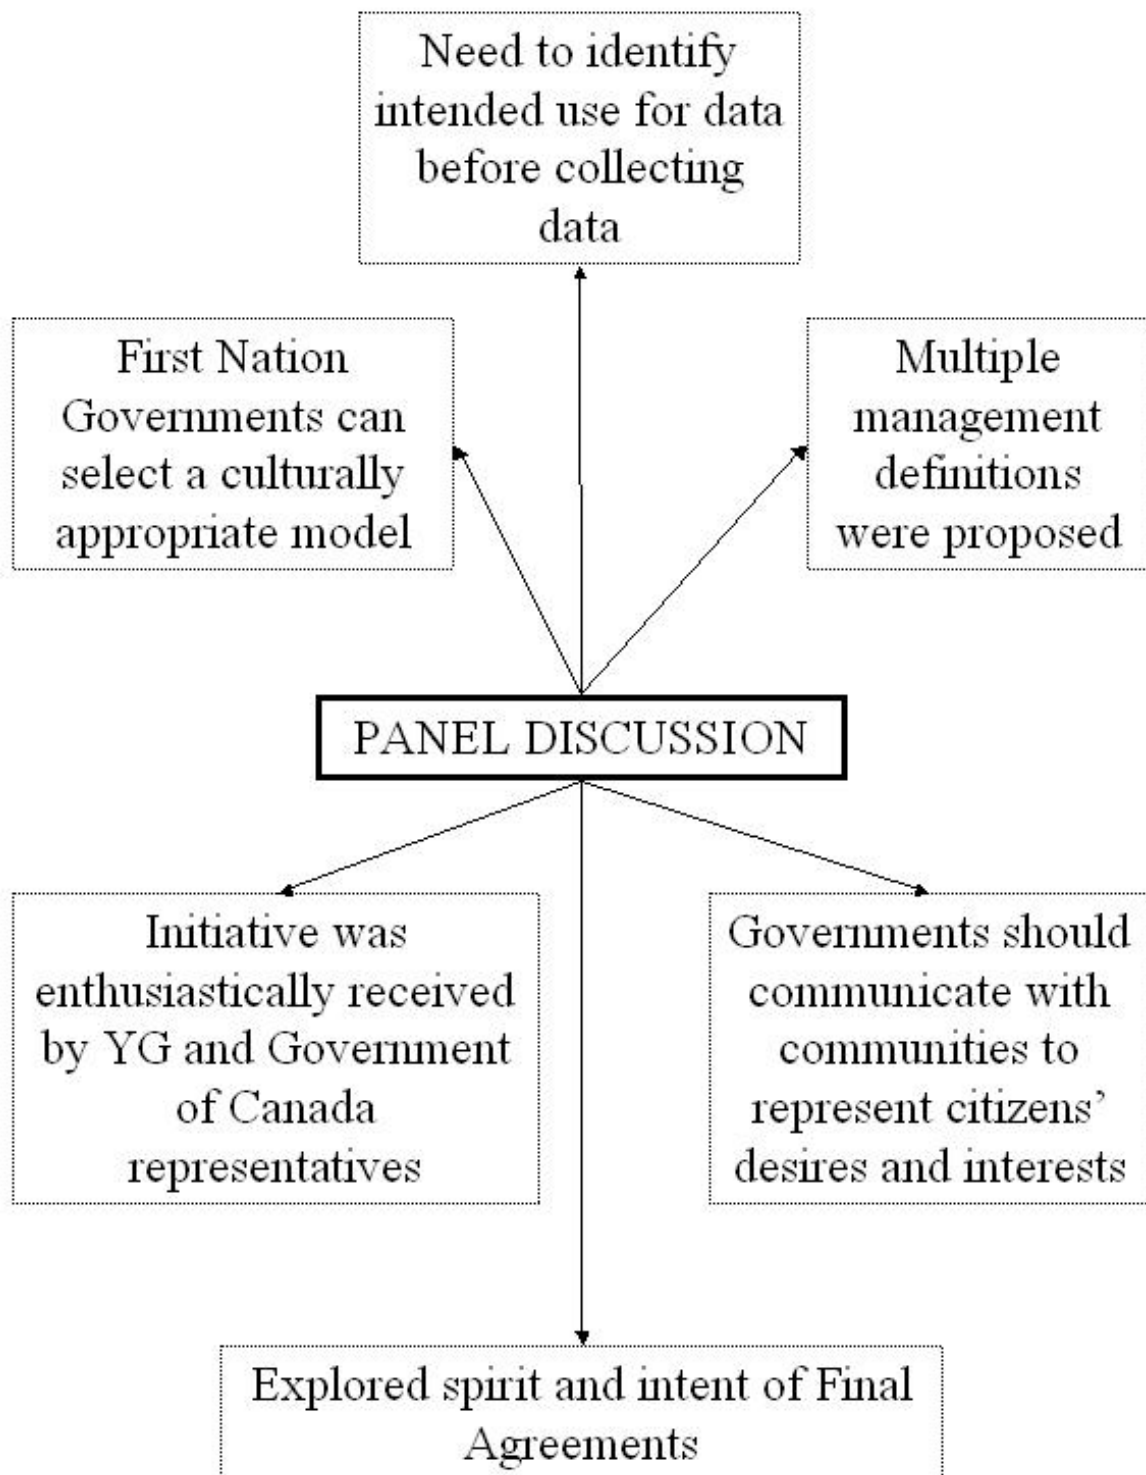 Need to identify
intended use for data
before collecting
data
First Nation
Governments can
select a culturally
appropriate model
Multiple
management
definitions
were proposed
PANEL DISCUSSION
Initiative was
enthusiastically received
by YG and Government
of Canada
representatives
Governments should
communicate with
communities to
represent citizens’
desires and interests
Explored spirit and intent of Final
Agreements